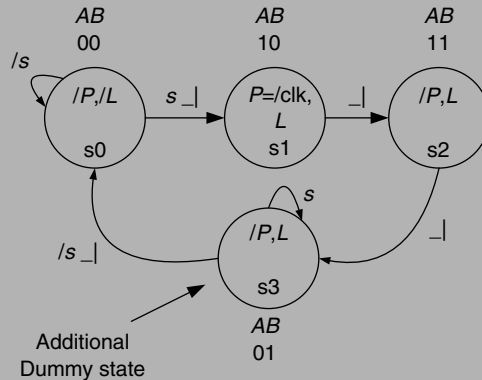 AB
00
AB
10
AB
11
/s
/P,/L
s0
s _|
P=/clk,
L
s1
_|
/P,L
s2
_|
s
/P,L
s3
/s _|
AB
01
Additional
Dummy state